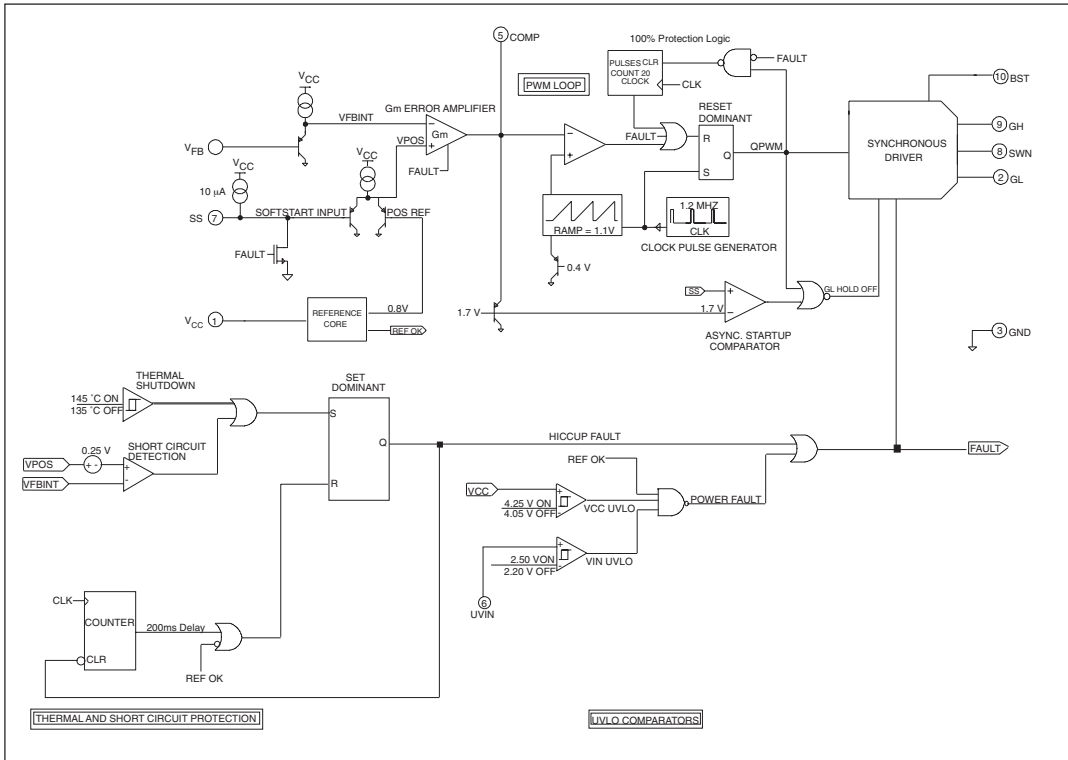 5 COMP
100% Protection Logic
PULSES CLR
COUNT 20
CLOCK
FAULT
CLK
PWM LOOP
VCC
Gm ERROR AMPLIFIER
VFBINT
Gm
VPOS
FAULT
VFB
VCC
10 µA
VCC
SS 7
SOFTSTART INPUT
POS REF
FAULT
VCC 1
REFERENCE
CORE
0.8V
REF OK
FAULT
RESET
DOMINANT
R
Q
S
QPWM
RAMP = 1.1V
1.2 MHZ
CLK
CLOCK PULSE GENERATOR
0.4 V
1.7 V
SS
1.7 V
ASYNC. STARTUP
COMPARATOR
GL HOLD OFF
SYNCHRONOUS
DRIVER
10 BST
9 GH
8 SWN
2 GL
3 GND
THERMAL
SHUTDOWN
145 ˚C ON
135 ˚C OFF
0.25 V
+ -
VPOS
VFBINT
SHORT CIRCUIT
DETECTION
SET
DOMINANT
S
Q
R
HICCUP FAULT
FAULT
REF OK
VCC
4.25 V ON
4.05 V OFF
VCC UVLO
POWER FAULT
2.50 VON
2.20 V OFF
VIN UVLO
6
UVIN
CLK
COUNTER
CLR
200ms Delay
REF OK
THERMAL AND SHORT CIRCUIT PROTECTION
UVLO COMPARATORS